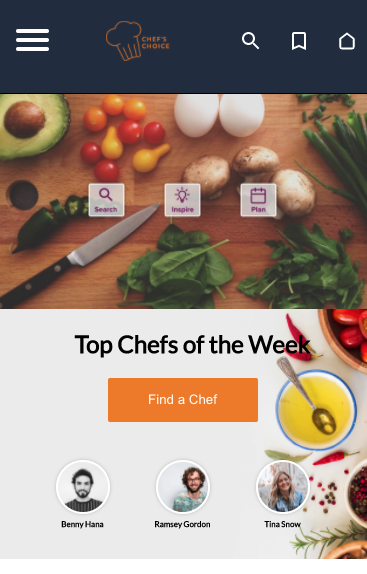 CHEF'S
CHOICE
Search
Inspire
Plan
Top Chefs of the Week
Find a Chef
Benny Hana
Ramsey Gordon
Tina Snow